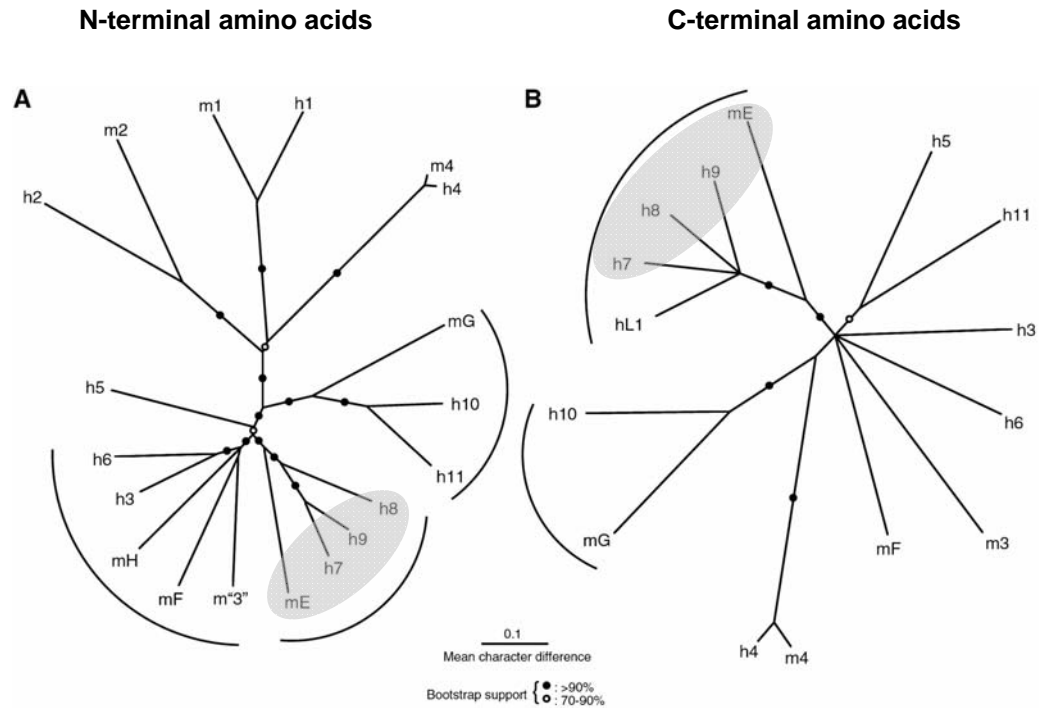 N-terminal amino acids
C-terminal amino acids
A
m1
h1
m2
m4
h4
h2
mG
h5
h10
h6
h11
h3
h8
h9
mH
h7
mF
m“3”
mE
B
mE
h5
h9
h8
h11
h7
hL1
h3
h10
h6
mG
mF
m3
h4
m4
0.1
Mean character difference
Bootstrap support { ● : >90%
○ : 70-90%